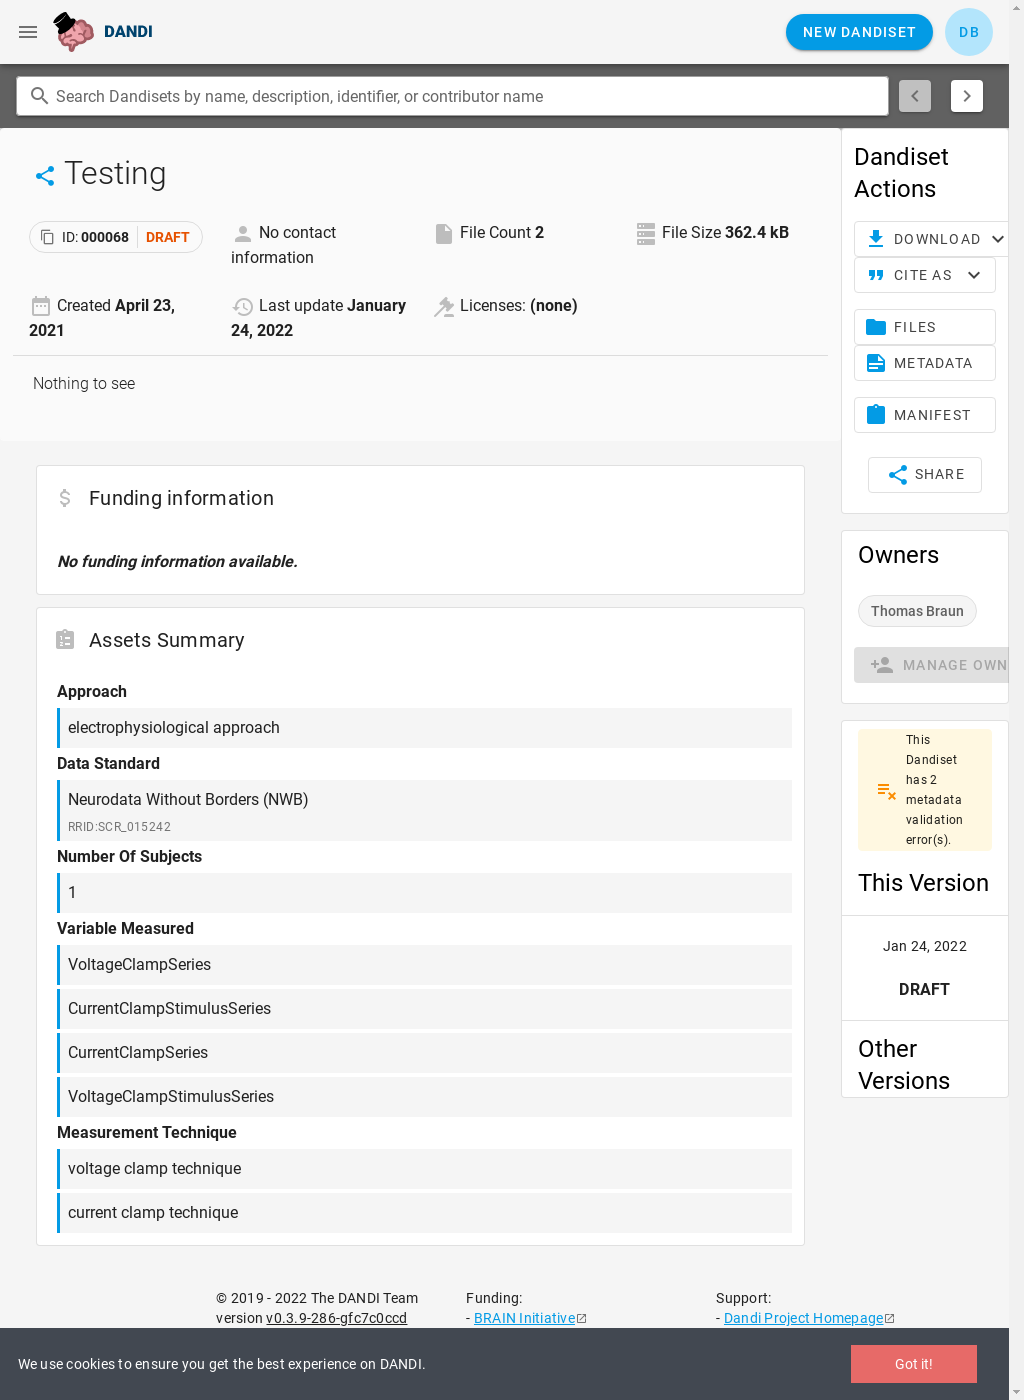 DANDI
NEW DANDISET
DB
Search Dandisets by name, description, identifier, or contributor name
Testing
ID: 000068 DRAFT
No contact
information
File Count 2
File Size 362.4 kB
Created April 23,
2021
Last update January
24, 2022
Licenses: (none)
Nothing to see
Funding information
No funding information available.
Assets Summary
Approach
electrophysiological approach
Data Standard
Neurodata Without Borders (NWB)
RRID:SCR_015242
Number Of Subjects
1
Variable Measured
VoltageClampSeries
CurrentClampStimulusSeries
CurrentClampSeries
VoltageClampStimulusSeries
Measurement Technique
voltage clamp technique
current clamp technique
Dandiset
Actions
DOWNLOAD
CITE AS
FILES
METADATA
MANIFEST
SHARE
Owners
Thomas Braun
MANAGE OWN
This
Dandiset
has 2
metadata
validation
error(s).
This Version
Jan 24, 2022
DRAFT
Other
Versions
© 2019 - 2022 The DANDI Team
version v0.3.9-286-gfc7c0ccd
Funding:
- BRAIN Initiative
Support:
- Dandi Project Homepage
We use cookies to ensure you get the best experience on DANDI.
Got it!